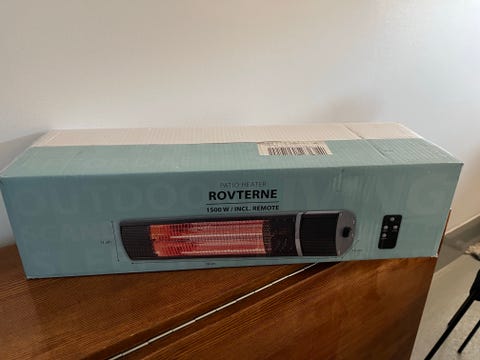 PATIO HEATER
ROVTERNE
1500 W / INCL. REMOTE